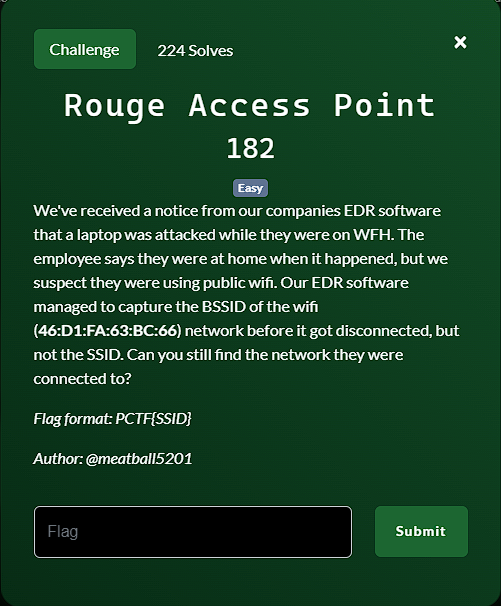 Challenge
224 Solves
×
Rouge Access Point
182
Easy
We've received a notice from our companies EDR software
that a laptop was attacked while they were on WFH. The
employee says they were at home when it happened, but we
suspect they were using public wifi. Our EDR software
managed to capture the BSSID of the wifi
(46:D1:FA:63:BC:66) network before it got disconnected, but
not the SSID. Can you still find the network they were
connected to?
Flag format: PCTF{SSID}
Author: @meatball5201
Flag
Submit